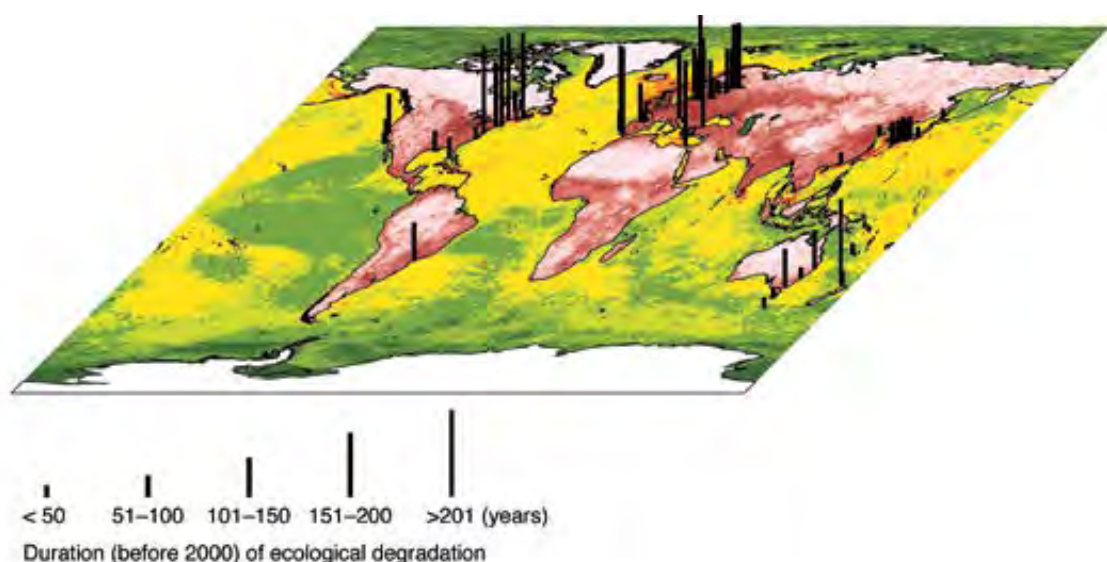 < 50 51–100 101–150 151–200 >201 (years)
Duration (before 2000) of ecological degradation